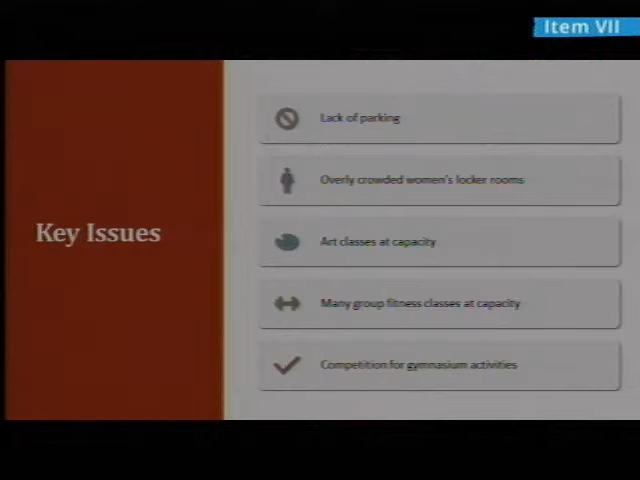 Item VII
Lack of parking
Overly crowded women's locker rooms
Key Issues
Art classes at capacity
Many group fitness classes at capacity
Competition for gymnasium activities